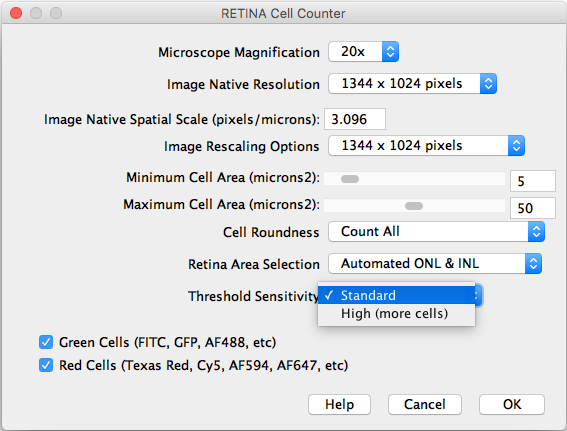 RETINA Cell Counter
Microscope Magnification 20x
Image Native Resolution 1344 x 1024 pixels
Image Native Spatial Scale (pixels/microns): 3.096
Image Rescaling Options 1344 x 1024 pixels
Minimum Cell Area (microns2): 5
Maximum Cell Area (microns2): 50
Cell Roundness Count All
Retina Area Selection Automated ONL & INL
Threshold Sensitivity ✓ Standard
High (more cells)
Green Cells (FITC, GFP, AF488, etc)
Red Cells (Texas Red, Cy5, AF594, AF647, etc)
Help Cancel OK